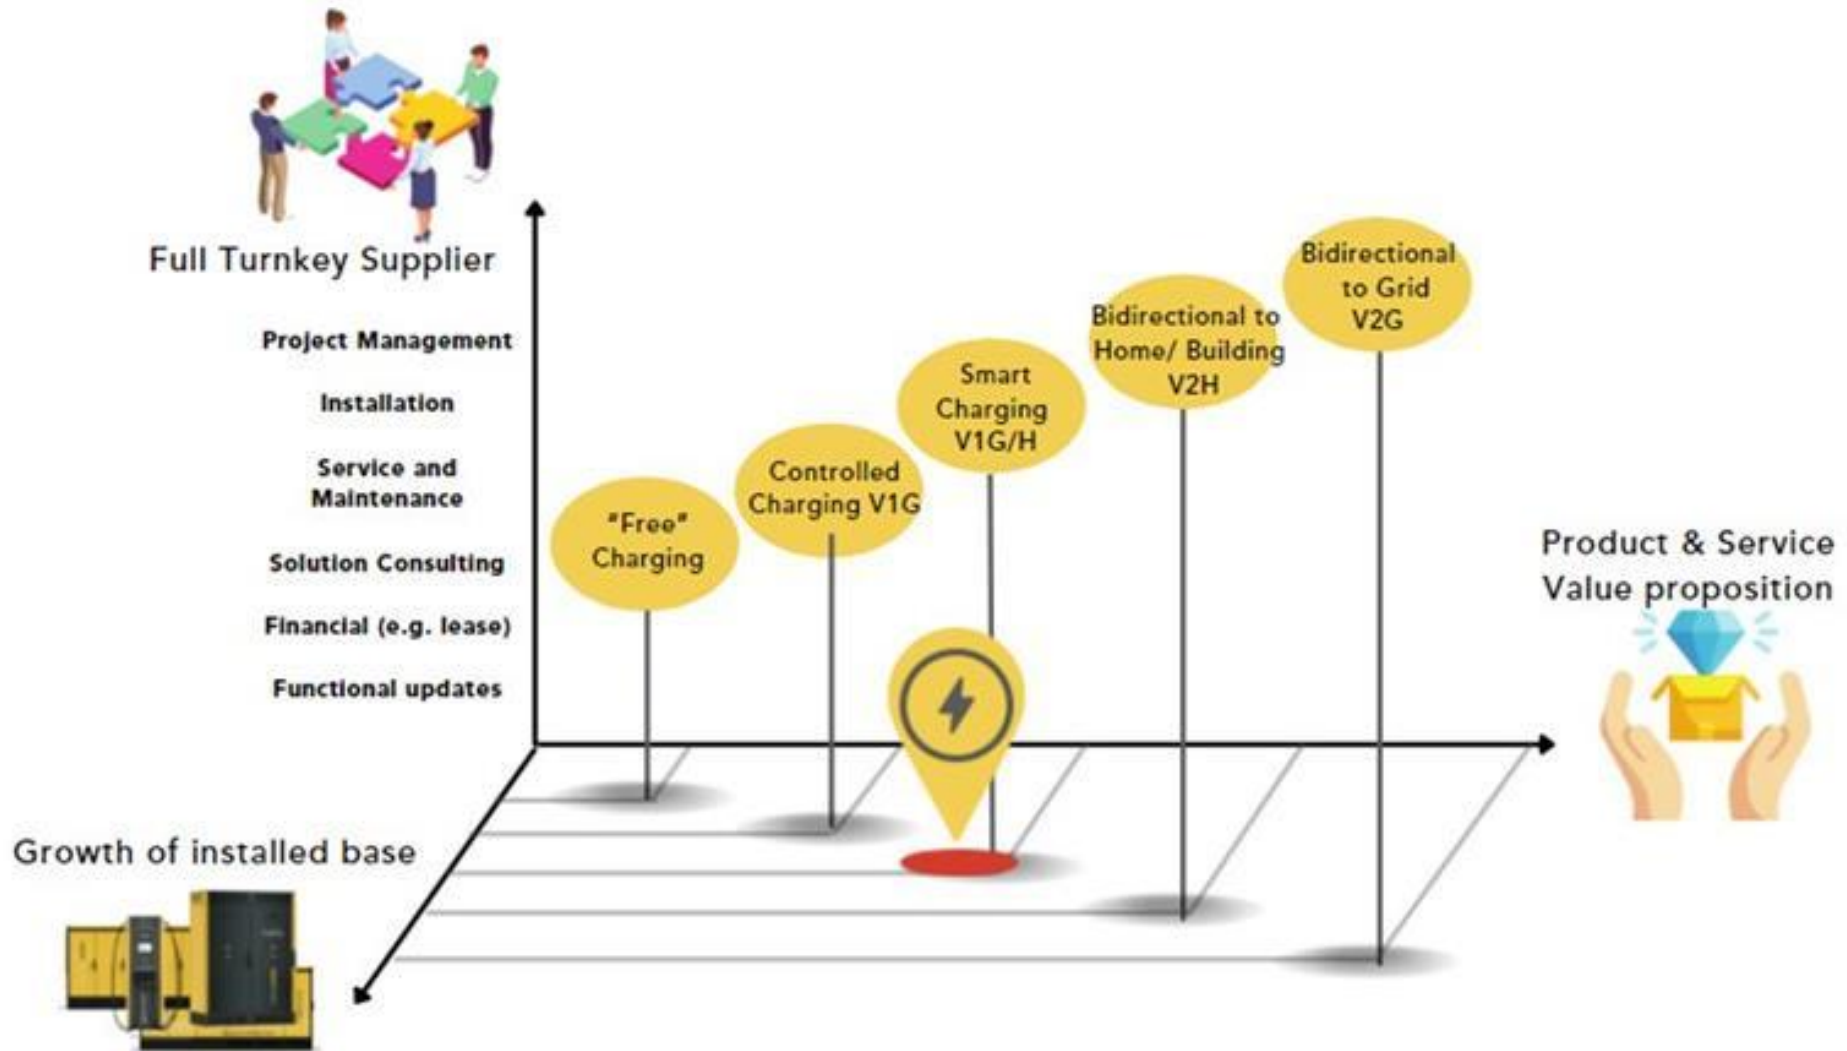 Full Turnkey Supplier
Project Management
Installation
Service and
Maintenance
Solution Consulting
Financial (e.g. lease)
Functional updates
"Free"
Charging
Controlled
Charging V1G
Smart
Charging
V1G/H
Bidirectional to
Home/ Building
V2H
Bidirectional
to Grid
V2G
Product & Service
Value proposition
Growth of installed base